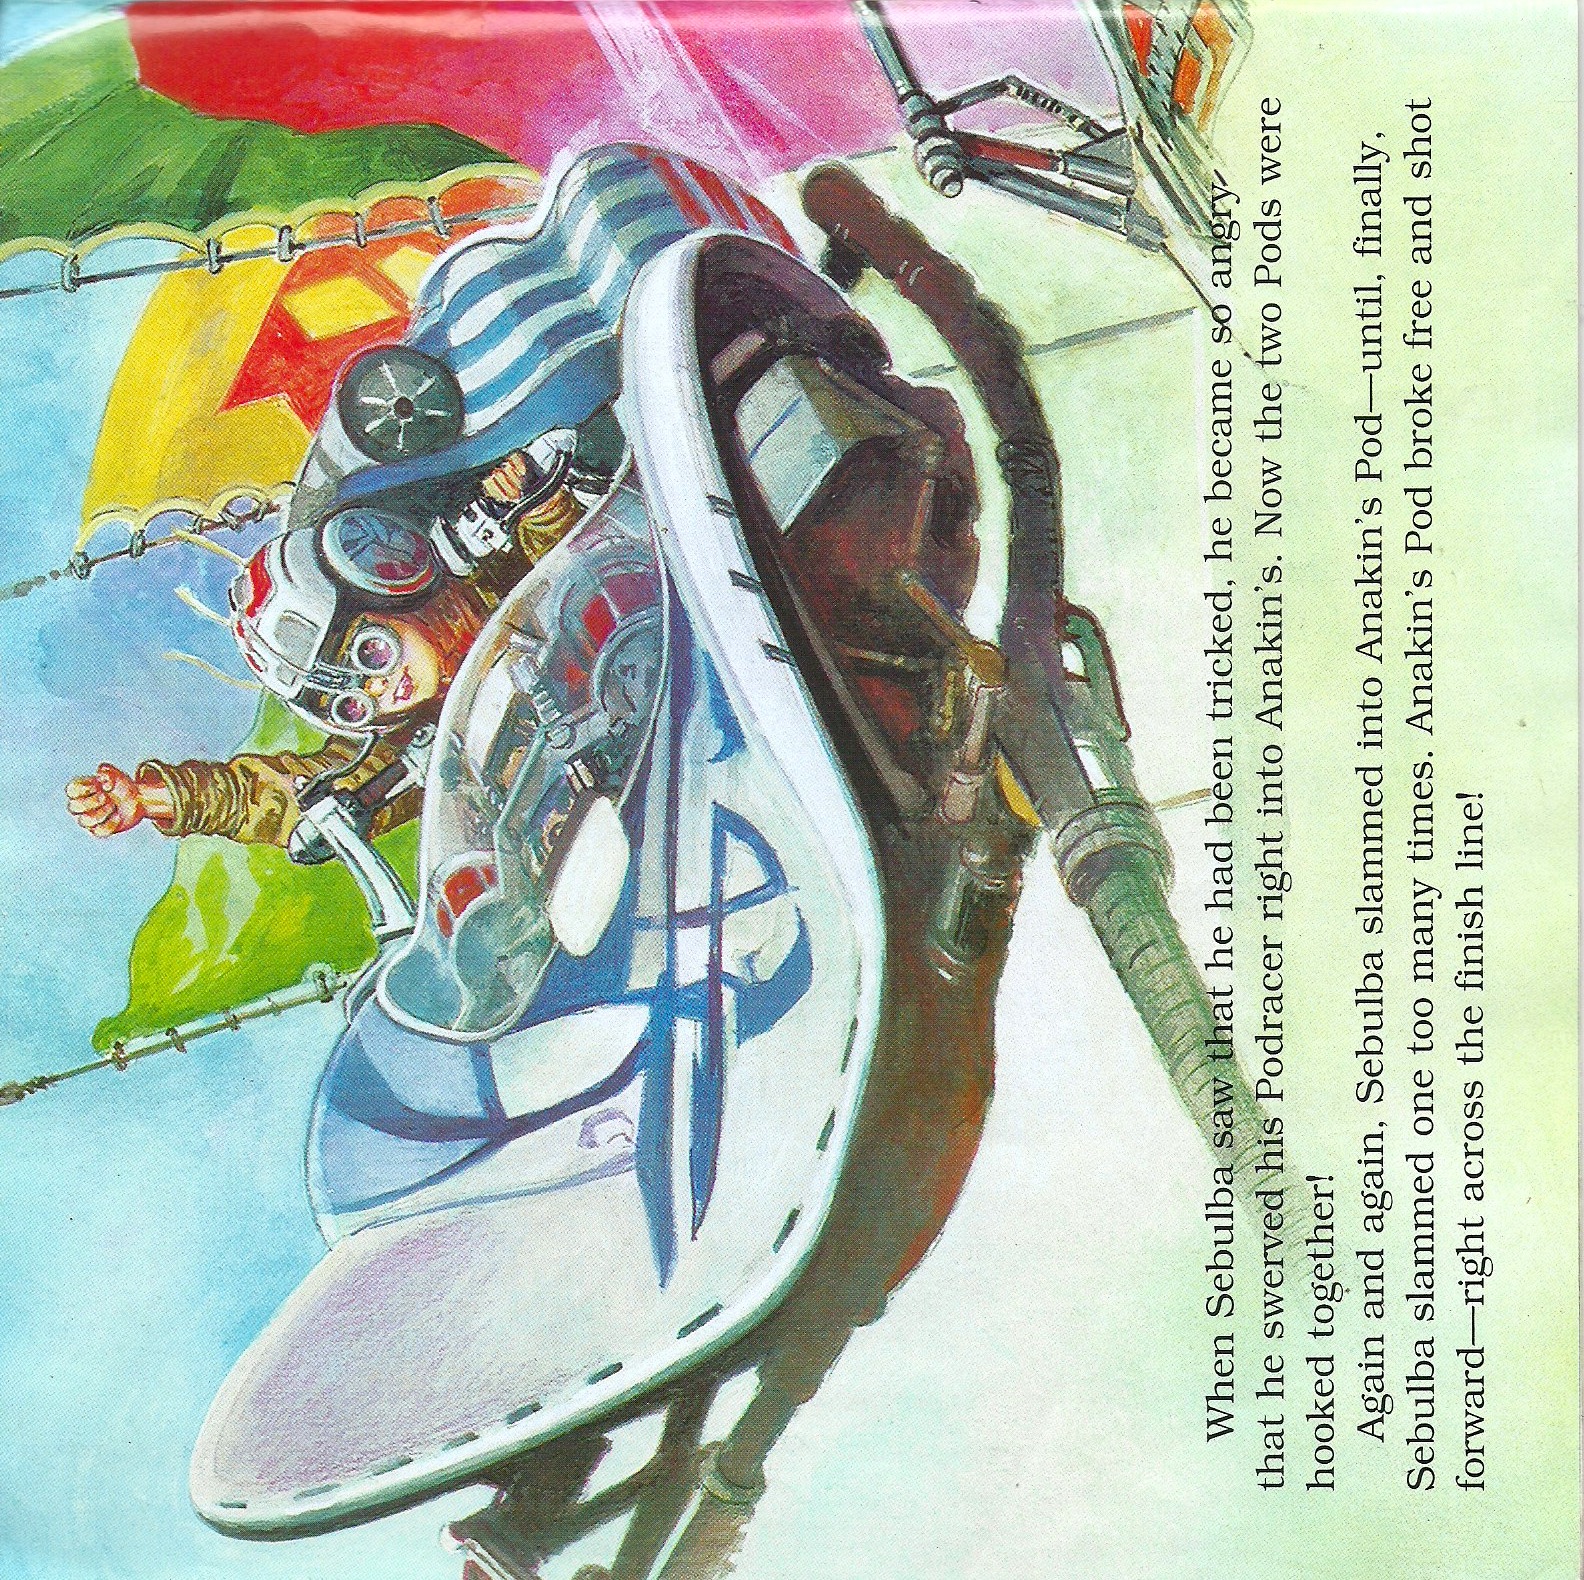 When Sebulba saw that he had been tricked, he became so angry
that he swerved his Podracer right into Anakin's. Now the two Pods were
hooked together!
Again and again, Sebulba slammed into Anakin's Pod—until, finally,
Sebulba slammed one too many times. Anakin's Pod broke free and shot
forward—right across the finish line!